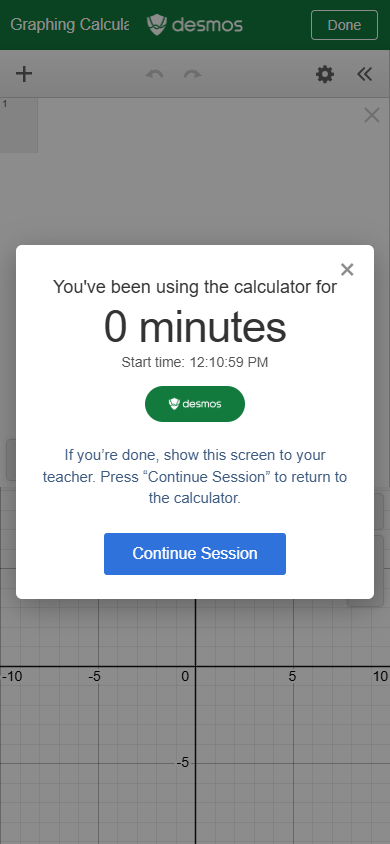 Graphing Calcula
desmos
Done
1
You've been using the calculator for
0 minutes
Start time: 12:10:59 PM
desmos
If you’re done, show this screen to your
teacher. Press “Continue Session” to return to
the calculator.
Continue Session
-10
-5
0
5
10
-5